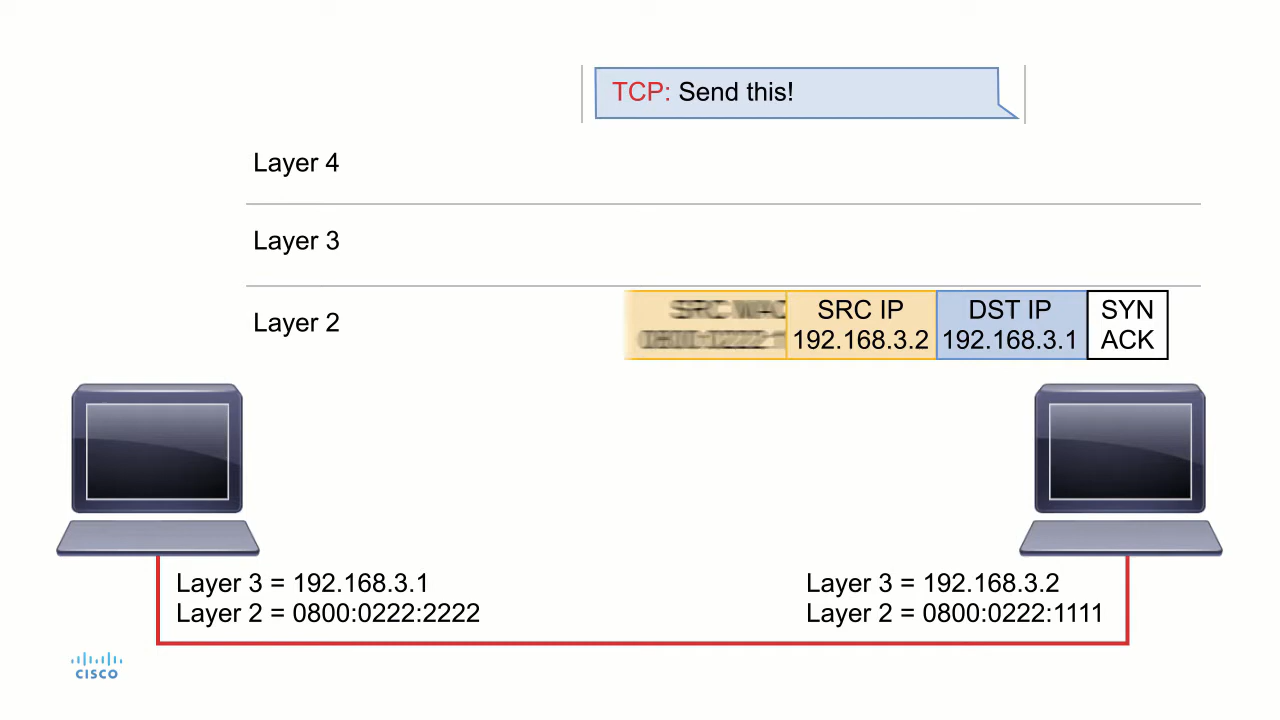 TCP: Send this!
Layer 4
Layer 3
Layer 2
SRC MAC
SRC IP
192.168.3.2
DST IP
192.168.3.1
SYN
ACK
Layer 3 = 192.168.3.1
Layer 2 = 0800:0222:2222
Layer 3 = 192.168.3.2
Layer 2 = 0800:0222:1111
CISCO